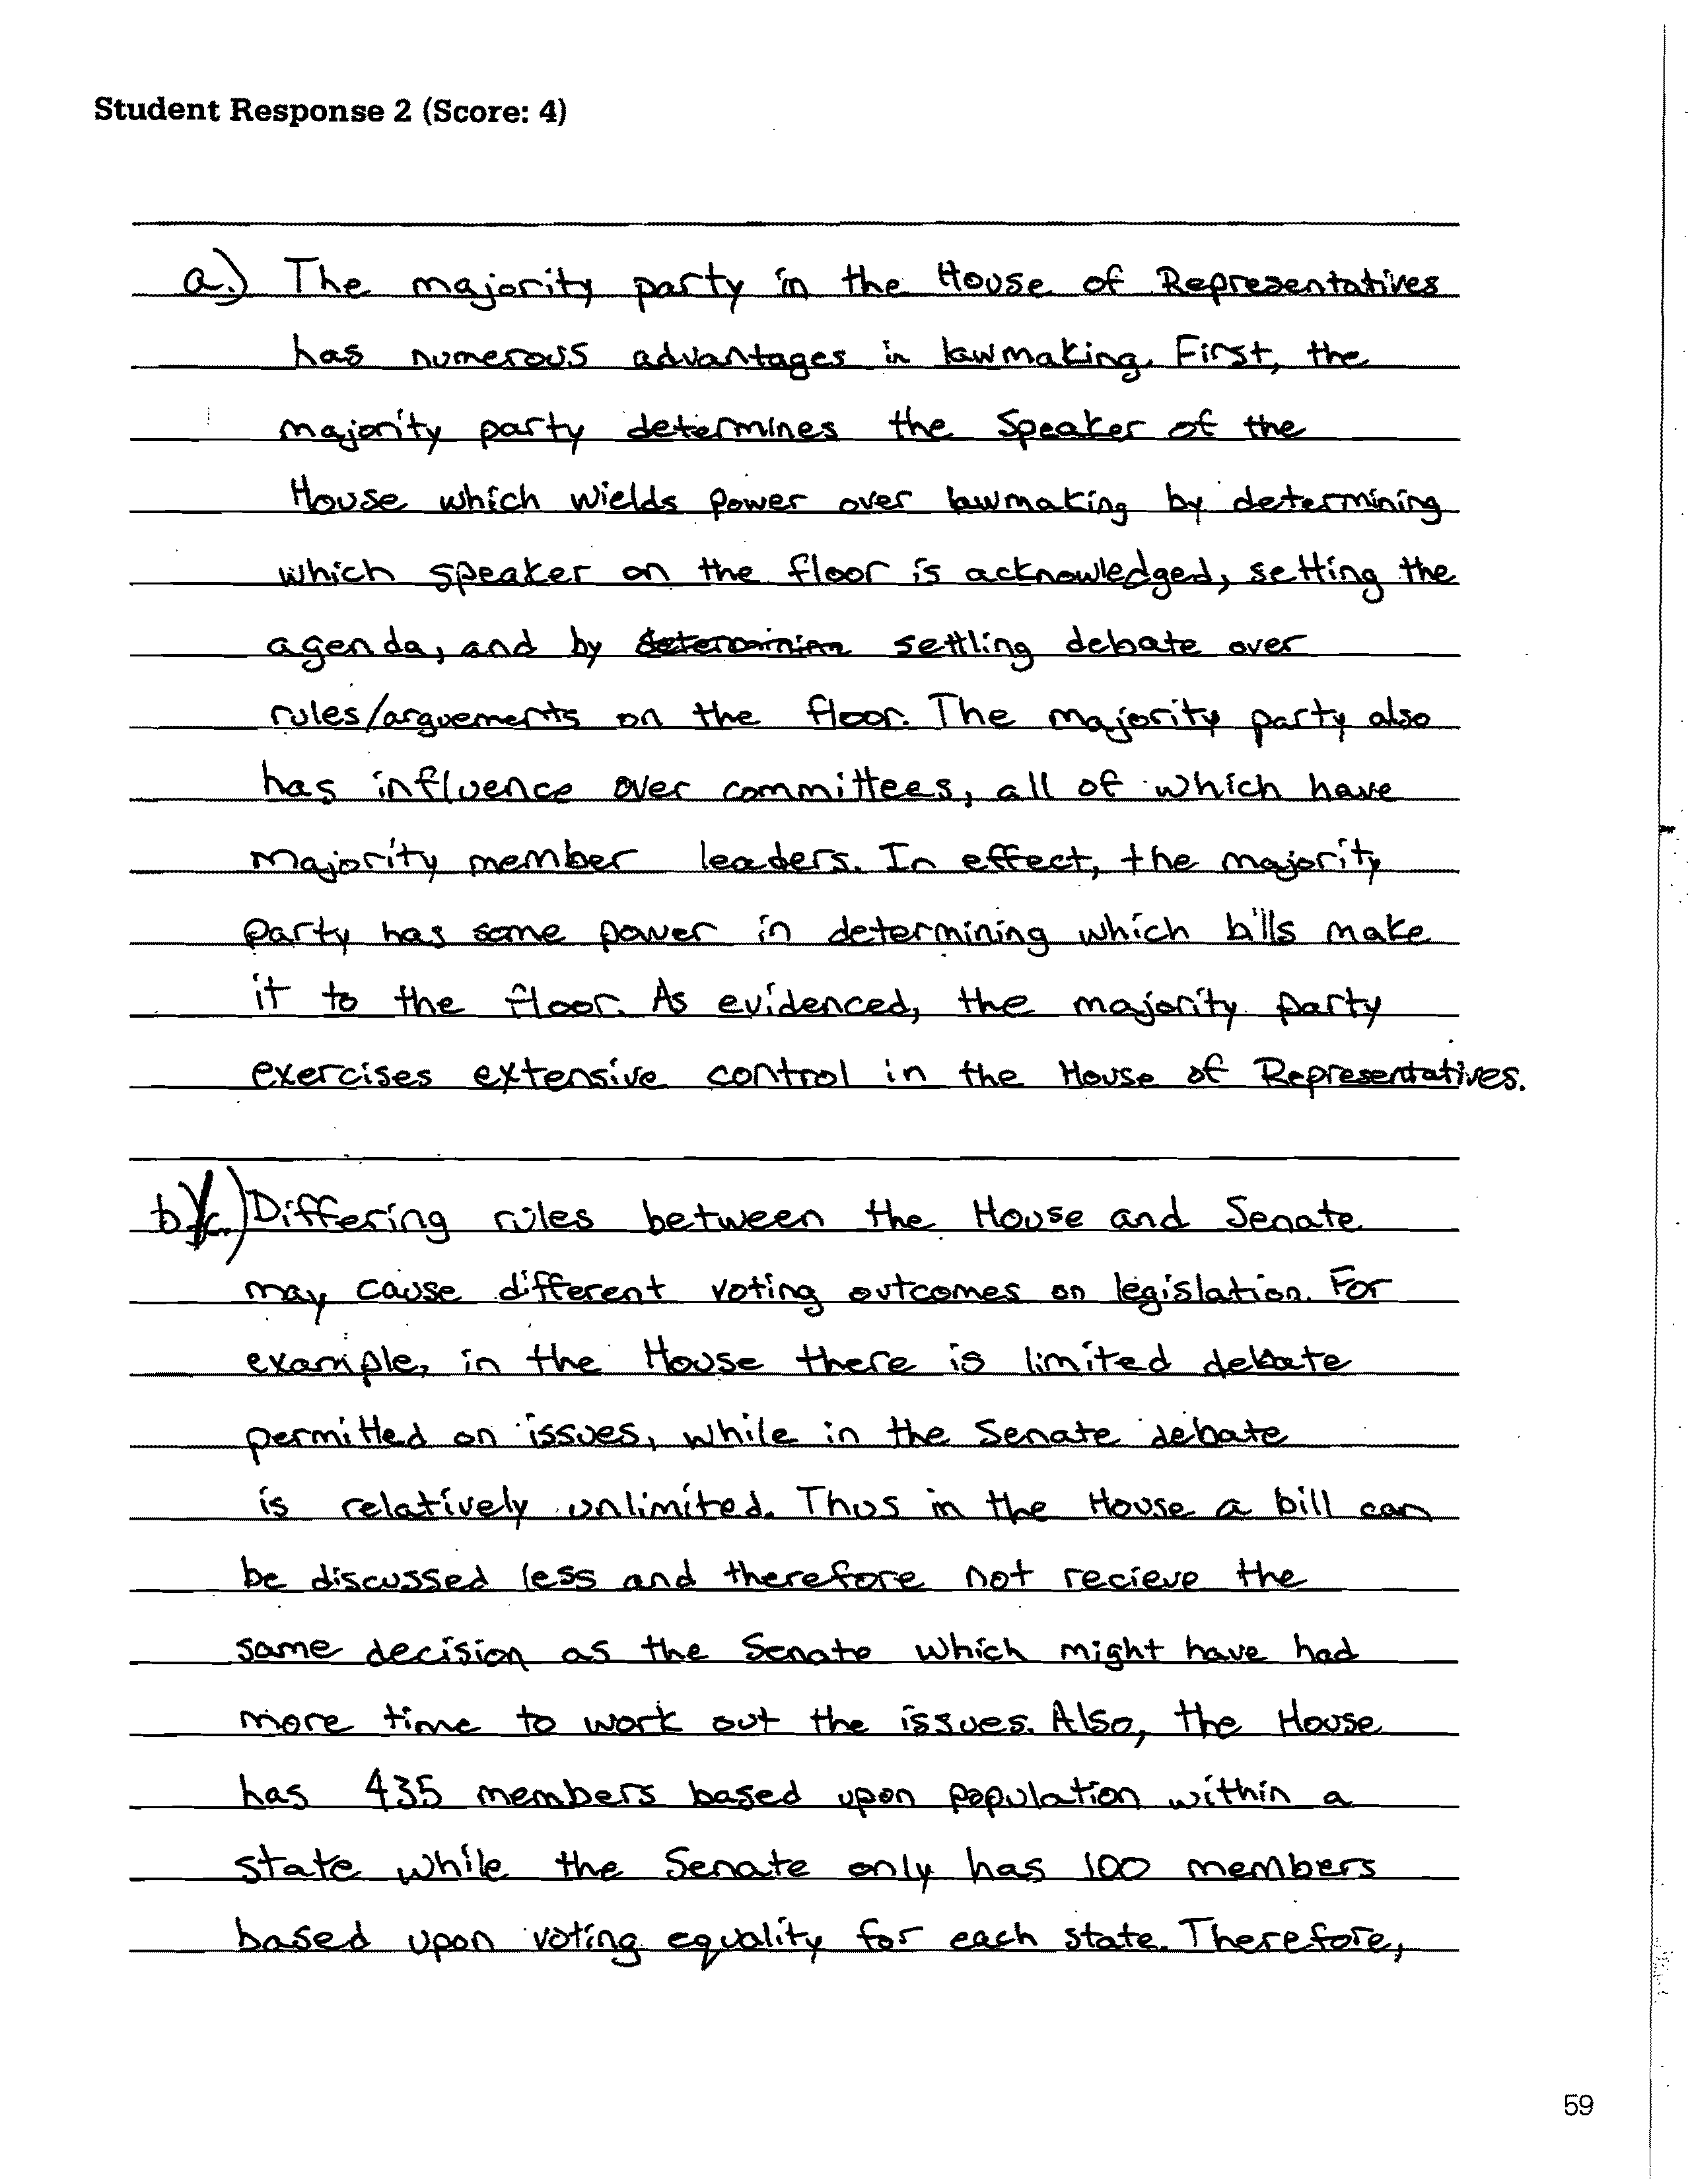 Student Response 2 (Score: 4)
a.) The majority party in the House of Representatives
has numerous advantages in lawmaking. First, the
majority party determines the Speaker of the
House which wields power over lawmaking by determining
which speaker on the floor is acknowledged, setting the
agenda, and by determinion settling debate over
rules/arguements on the floor. The majority party also
has influence over committees, all of which have
majority member leaders. In effect, the majority
party has some power in determining which bills make
it to the floor. As evidenced, the majority party
exercises extensive control in the House of Representatives.
b)/c.) Differing rules between the House and Senate
may cause different voting outcomes on legislation. For
example, in the House there is limited debate
permitted on issues, while in the Senate debate
is relatively unlimited. Thus in the House a bill can
be discussed less and therefore not recieve the
same decision as the Senate which might have had
more time to work out the issues. Also, the House
has 435 members based upon population within a
state while the Senate only has 100 members
based upon voting equality for each state. Therefore,
59